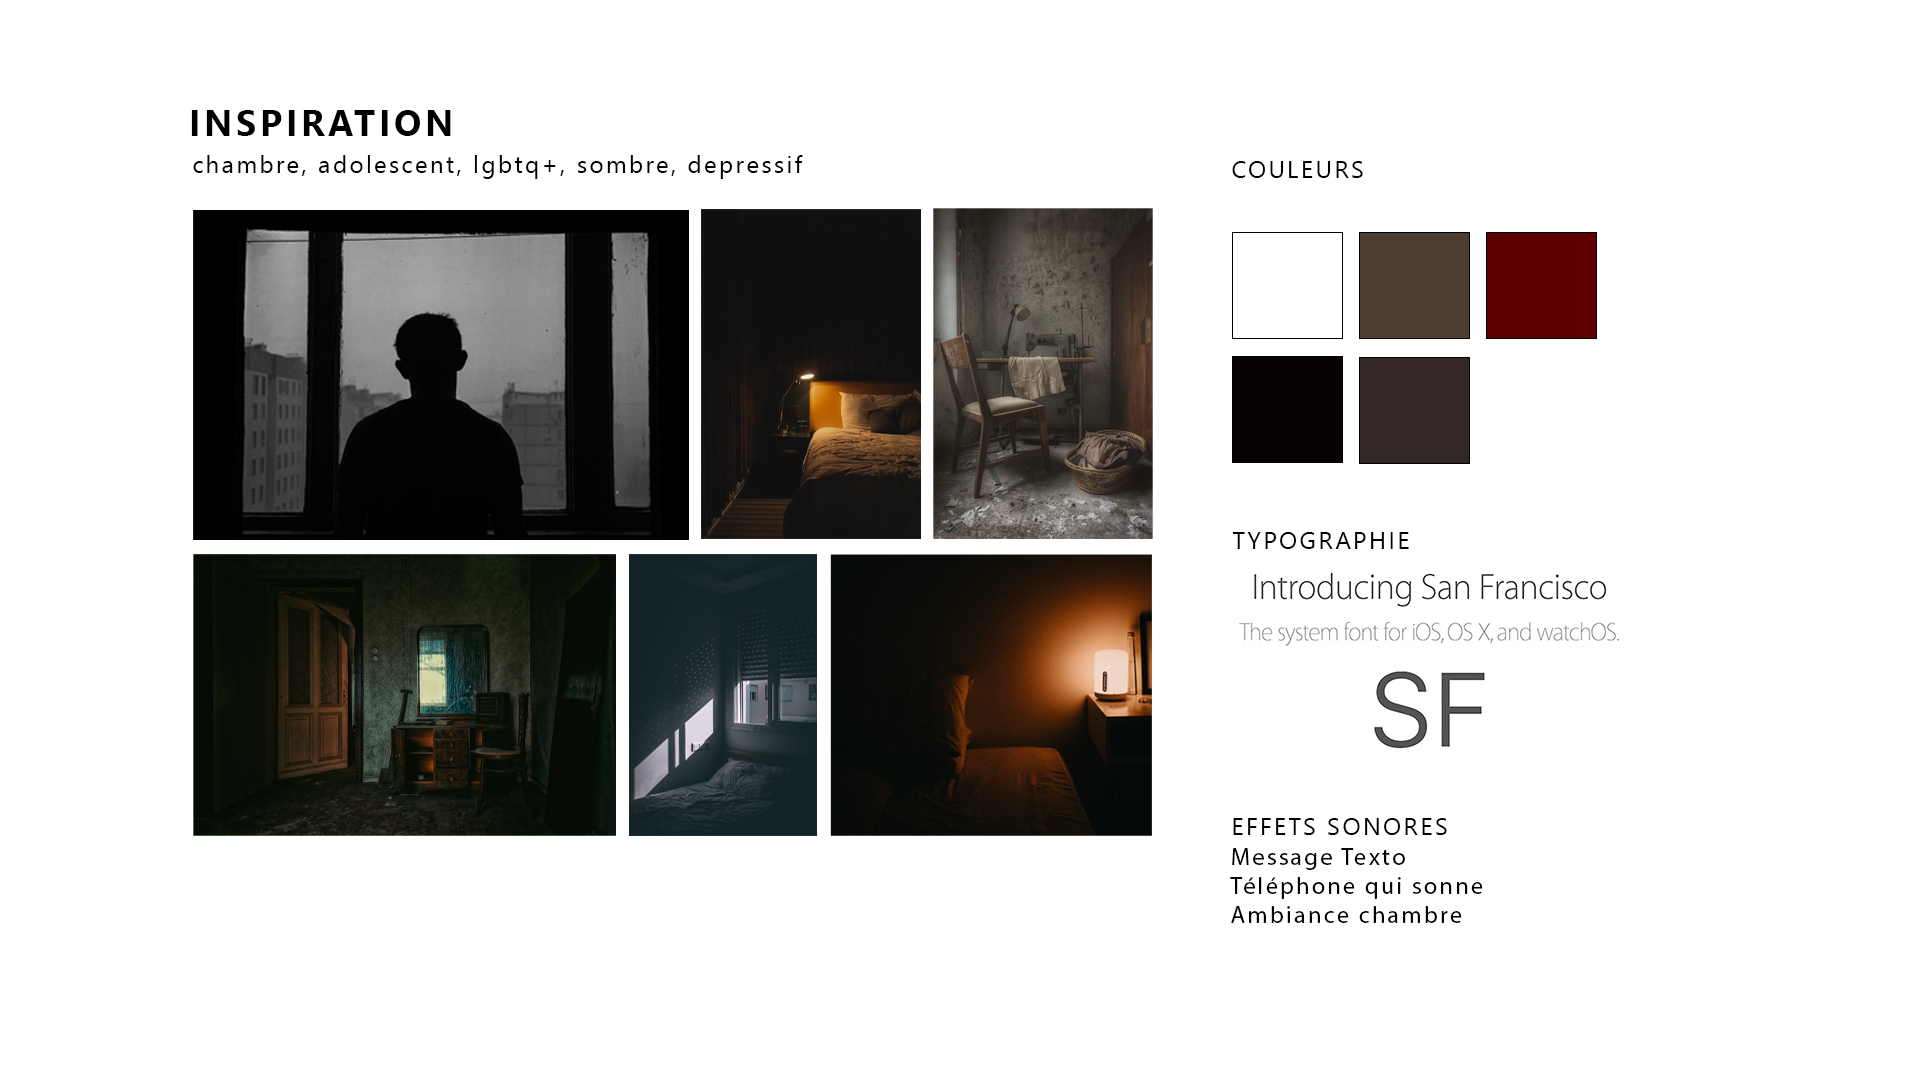 INSPIRATION
chambre, adolescent, lgbtq+, sombre, depressif
COULEURS
TYPOGRAPHIE
Introducing San Francisco
The system font for iOS, OS X, and watchOS.
SF
EFFETS SONORES
Message Texto
Téléphone qui sonne
Ambiance chambre